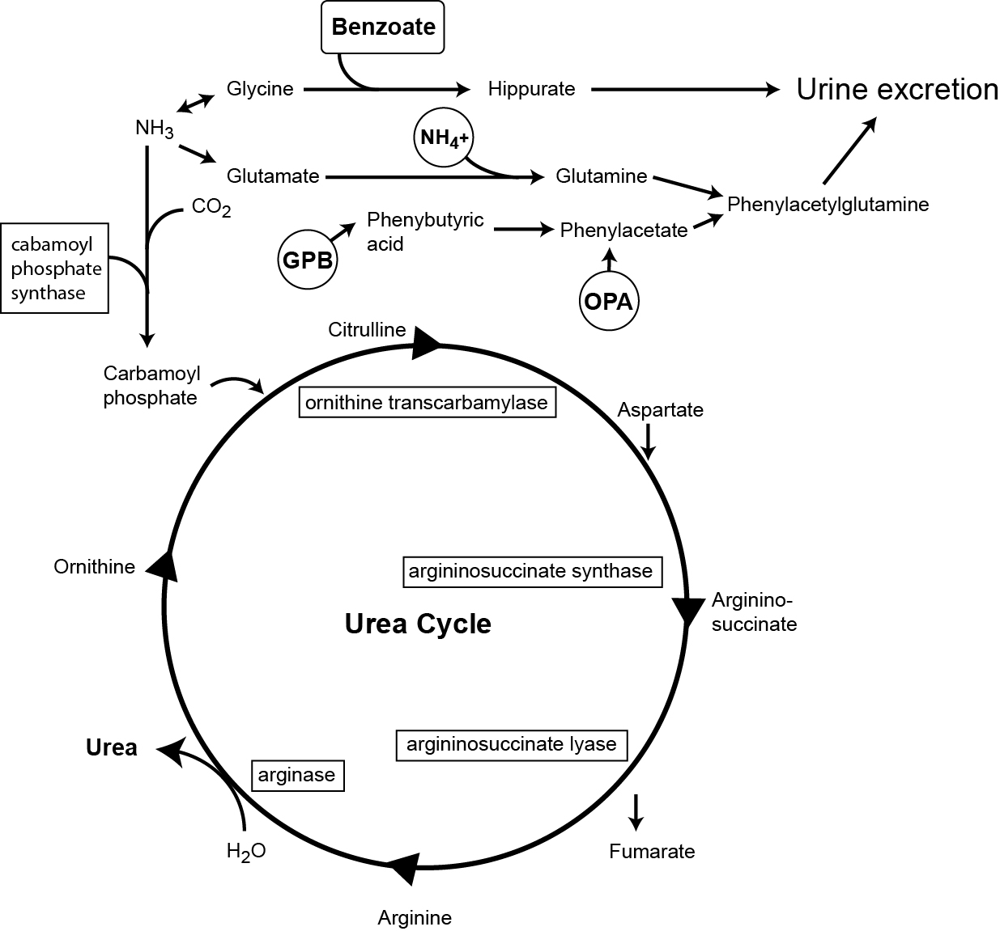 Benzoate
Glycine
Hippurate
Urine excretion
NH3
NH4+
Glutamate
Glutamine
CO2
Phenylacetylglutamine
Phenybutyric
acid
Phenylacetate
GPB
cabamoyl
phosphate
synthase
OPA
Citrulline
Carbamoyl
phosphate
ornithine transcarbamylase
Aspartate
Ornithine
argininosuccinate synthase
Urea Cycle
Arginino-
succinate
Urea
argininosuccinate lyase
arginase
H2O
Fumarate
Arginine